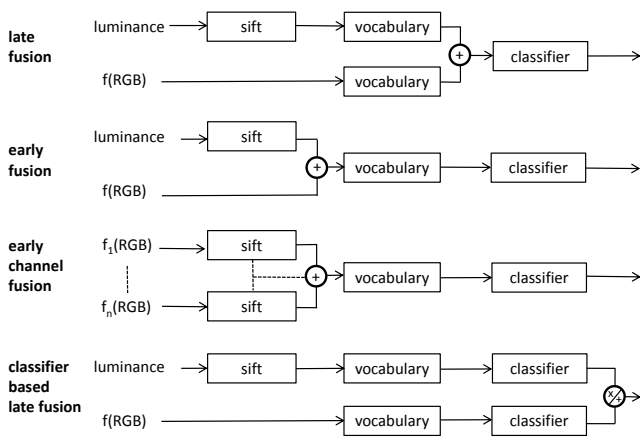 late fusion
luminance → sift → vocabulary
+ → classifier
f(RGB) → vocabulary
early fusion
luminance → sift
+ → vocabulary → classifier
f(RGB)
early channel fusion
f₁(RGB) → sift
+ → vocabulary → classifier
fₙ(RGB) → sift
classifier based late fusion
luminance → sift → vocabulary → classifier
x/+
f(RGB) → vocabulary → classifier